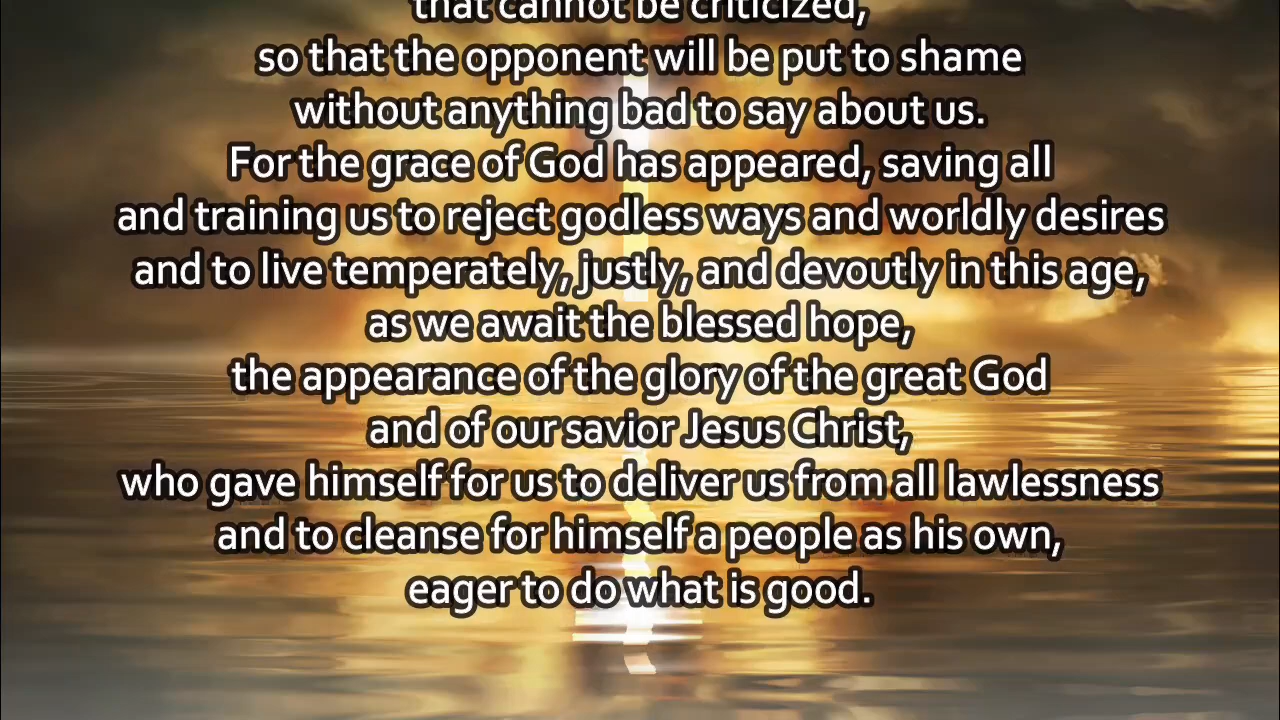 that cannot be criticized,
so that the opponent will be put to shame
without anything bad to say about us.
For the grace of God has appeared, saving all
and training us to reject godless ways and worldly desires
and to live temperately, justly, and devoutly in this age,
as we await the blessed hope,
the appearance of the glory of the great God
and of our savior Jesus Christ,
who gave himself for us to deliver us from all lawlessness
and to cleanse for himself a people as his own,
eager to do what is good.